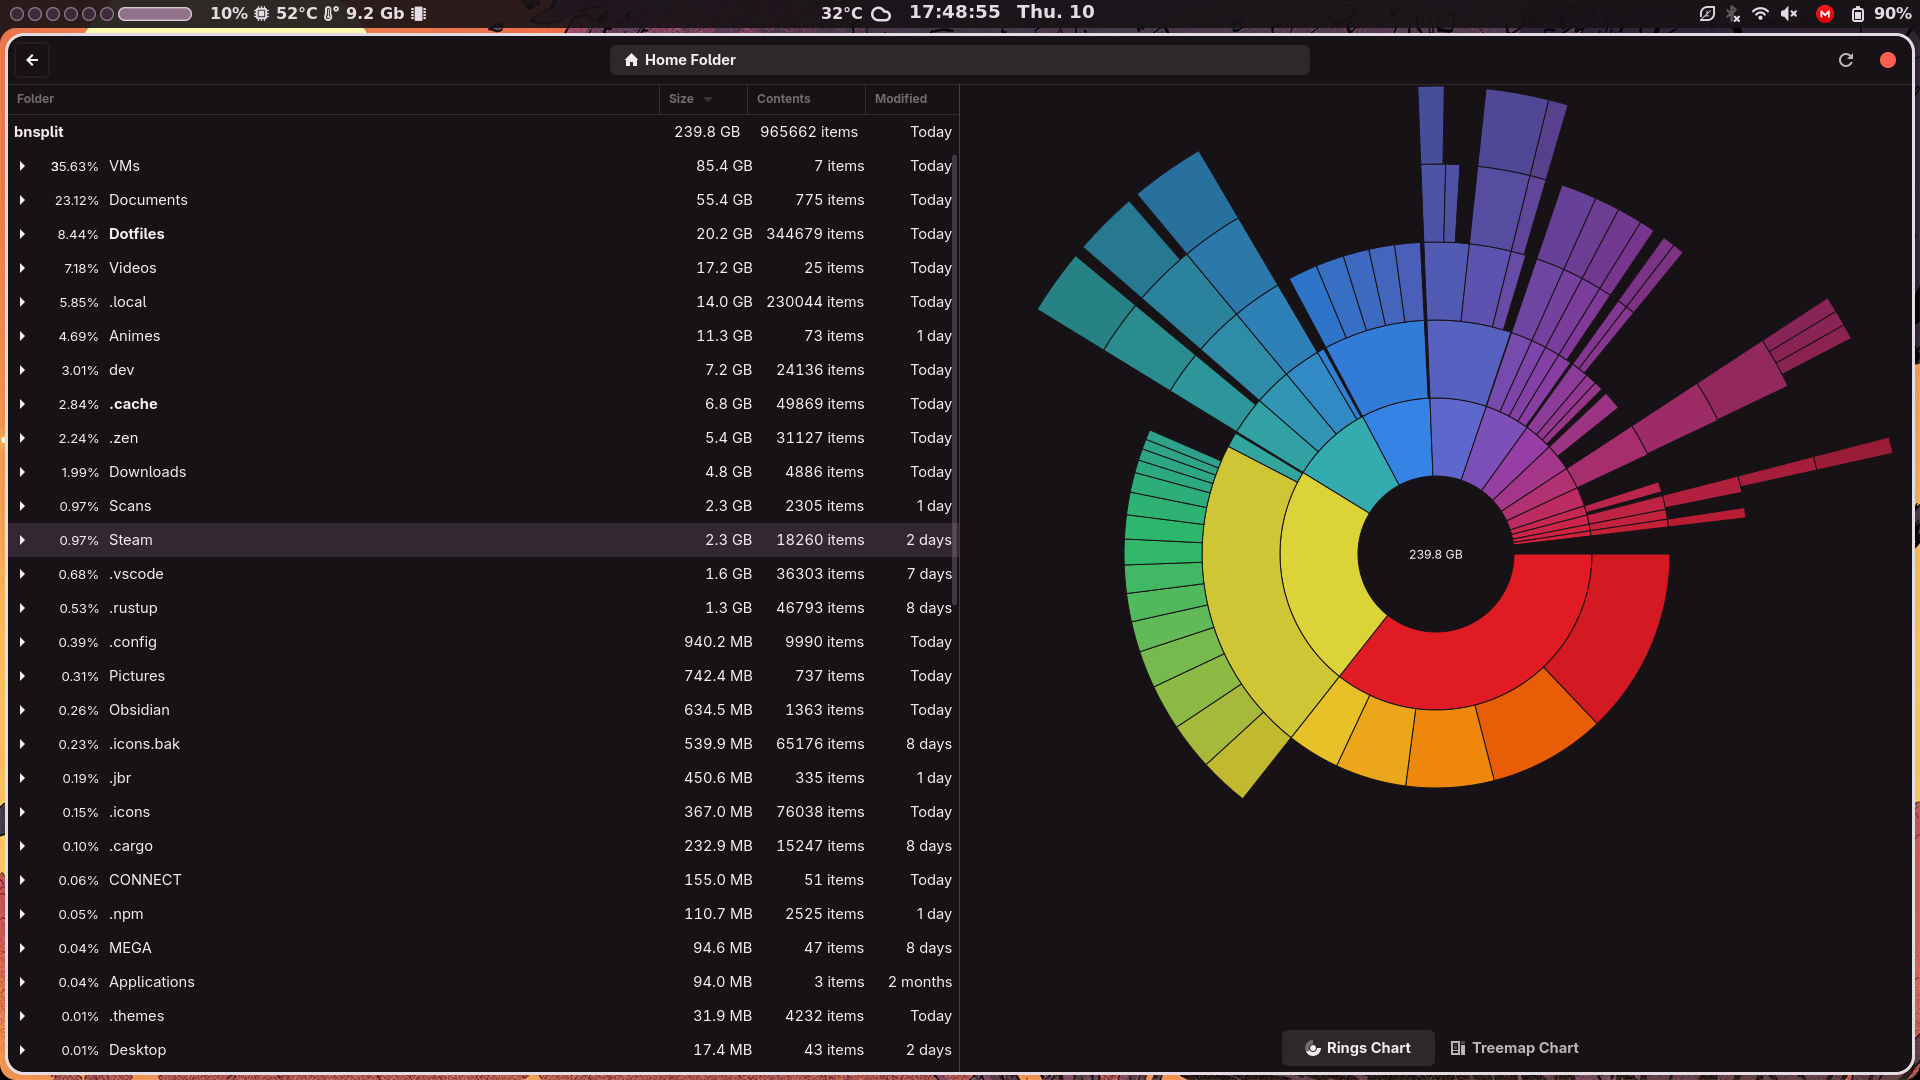 10% 52°C 9.2 Gb 32°C 17:48:55 Thu. 10 M 90%
Home Folder
Folder Size Contents Modified
bnsplit 239.8 GB 965662 items Today
35.63% VMs 85.4 GB 7 items Today
23.12% Documents 55.4 GB 775 items Today
8.44% Dotfiles 20.2 GB 344679 items Today
7.18% Videos 17.2 GB 25 items Today
5.85% .local 14.0 GB 230044 items Today
4.69% Animes 11.3 GB 73 items 1 day
3.01% dev 7.2 GB 24136 items Today
2.84% .cache 6.8 GB 49869 items Today
2.24% .zen 5.4 GB 31127 items Today
1.99% Downloads 4.8 GB 4886 items Today
0.97% Scans 2.3 GB 2305 items 1 day
0.97% Steam 2.3 GB 18260 items 2 days
0.68% .vscode 1.6 GB 36303 items 7 days
0.53% .rustup 1.3 GB 46793 items 8 days
0.39% .config 940.2 MB 9990 items Today
0.31% Pictures 742.4 MB 737 items Today
0.26% Obsidian 634.5 MB 1363 items Today
0.23% .icons.bak 539.9 MB 65176 items 8 days
0.19% .jbr 450.6 MB 335 items 1 day
0.15% .icons 367.0 MB 76038 items Today
0.10% .cargo 232.9 MB 15247 items 8 days
0.06% CONNECT 155.0 MB 51 items Today
0.05% .npm 110.7 MB 2525 items 1 day
0.04% MEGA 94.6 MB 47 items 8 days
0.04% Applications 94.0 MB 3 items 2 months
0.01% .themes 31.9 MB 4232 items Today
0.01% Desktop 17.4 MB 43 items 2 days
239.8 GB
Rings Chart Treemap Chart